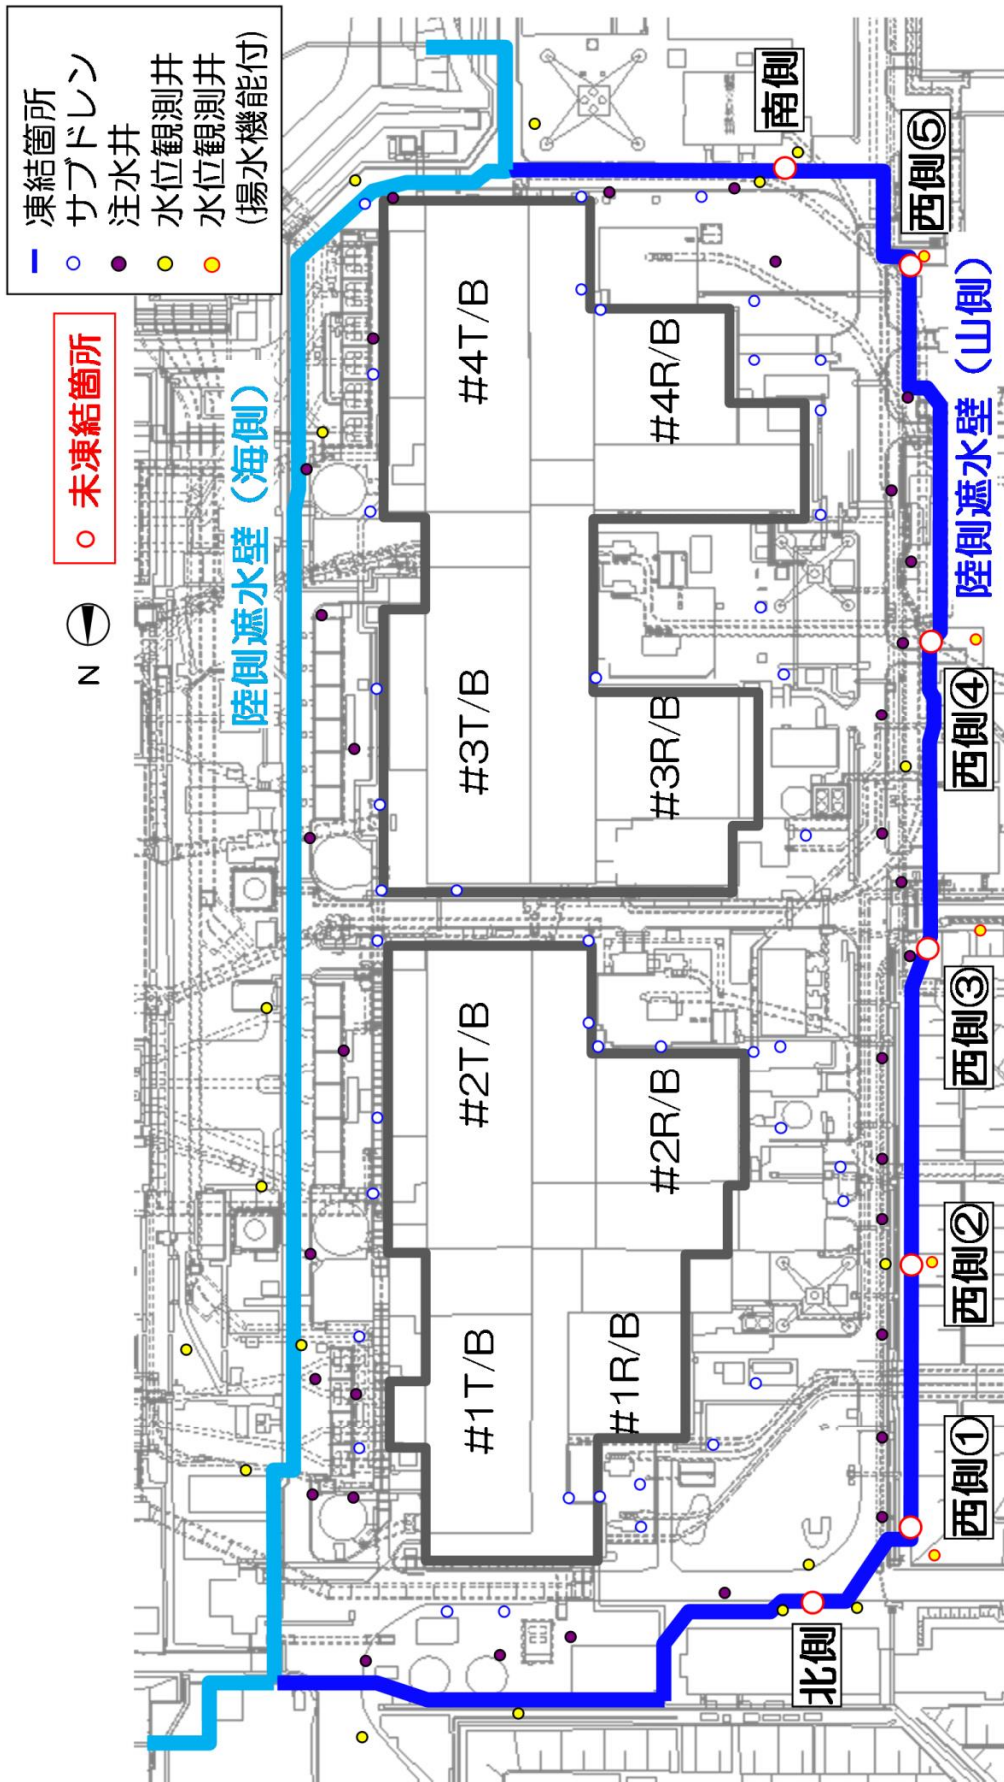 凍結箇所
サブドレン
注水井
水位観測井
水位観測井
(揚水機能付)
未凍結箇所
N
陸側遮水壁（海側）
#1T/B
#2T/B
#3T/B
#4T/B
#1R/B
#2R/B
#3R/B
#4R/B
北側
南側
西側①
西側②
西側③
西側④
西側⑤
陸側遮水壁（山側）